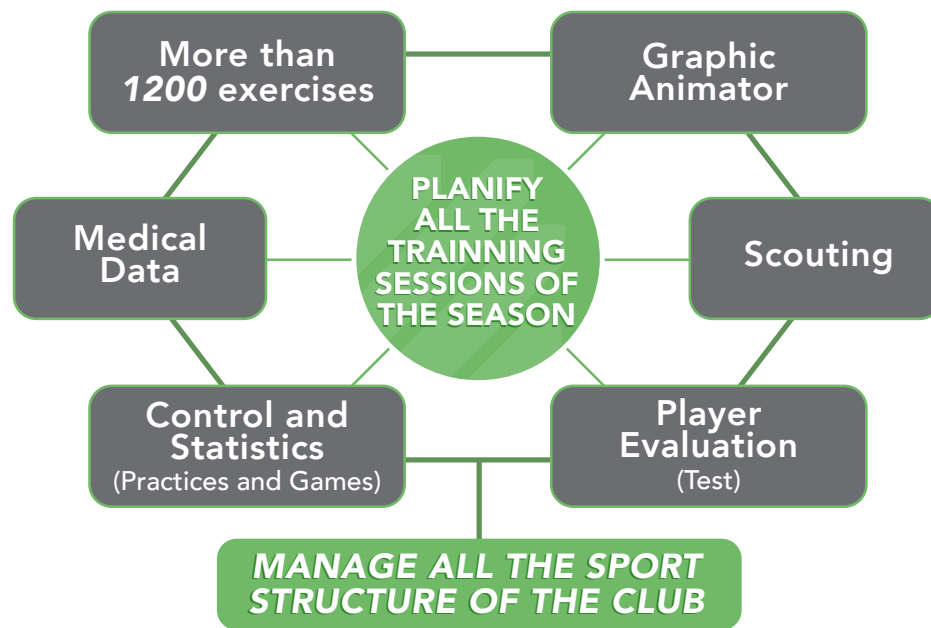 More than
1200 exercises
Graphic
Animator
PLANIFY
ALL THE
TRAINNING
SESSIONS OF
THE SEASON
Medical
Data
Scouting
Control and
Statistics
(Practices and Games)
Player
Evaluation
(Test)
MANAGE ALL THE SPORT
STRUCTURE OF THE CLUB